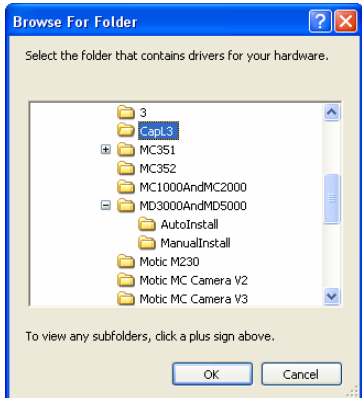 Browse For Folder
Select the folder that contains drivers for your hardware.
3
CapL3
MC351
MC352
MC1000AndMC2000
MD3000AndMD5000
AutoInstall
ManualInstall
Motic M230
Motic MC Camera V2
Motic MC Camera V3
To view any subfolders, click a plus sign above.
OK Cancel